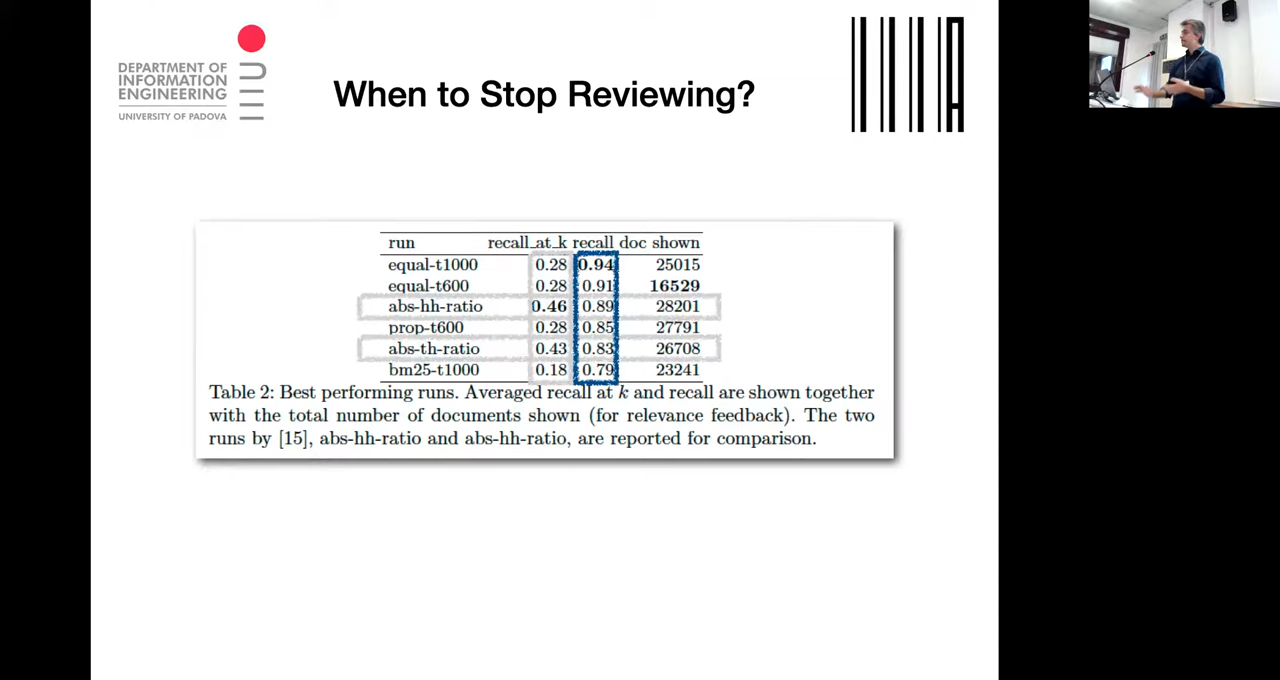 DEPARTMENT OF
INFORMATION
ENGINEERING
UNIVERSITY OF PADOVA
When to Stop Reviewing?
run recall_at_k recall doc shown
equal-t1000 0.28 0.94 25015
equal-t600 0.28 0.91 16529
abs-hh-ratio 0.46 0.89 28201
prop-t600 0.28 0.85 27791
abs-th-ratio 0.43 0.83 26708
bm25-t1000 0.18 0.79 23241
Table 2: Best performing runs. Averaged recall at k and recall are shown together
with the total number of documents shown (for relevance feedback). The two
runs by [15], abs-hh-ratio and abs-hh-ratio, are reported for comparison.